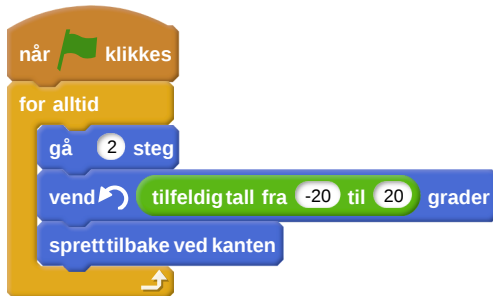 når klikkes
for alltid
gå 2 steg
vend tilfeldig tall fra -20 til 20 grader
sprett tilbake ved kanten